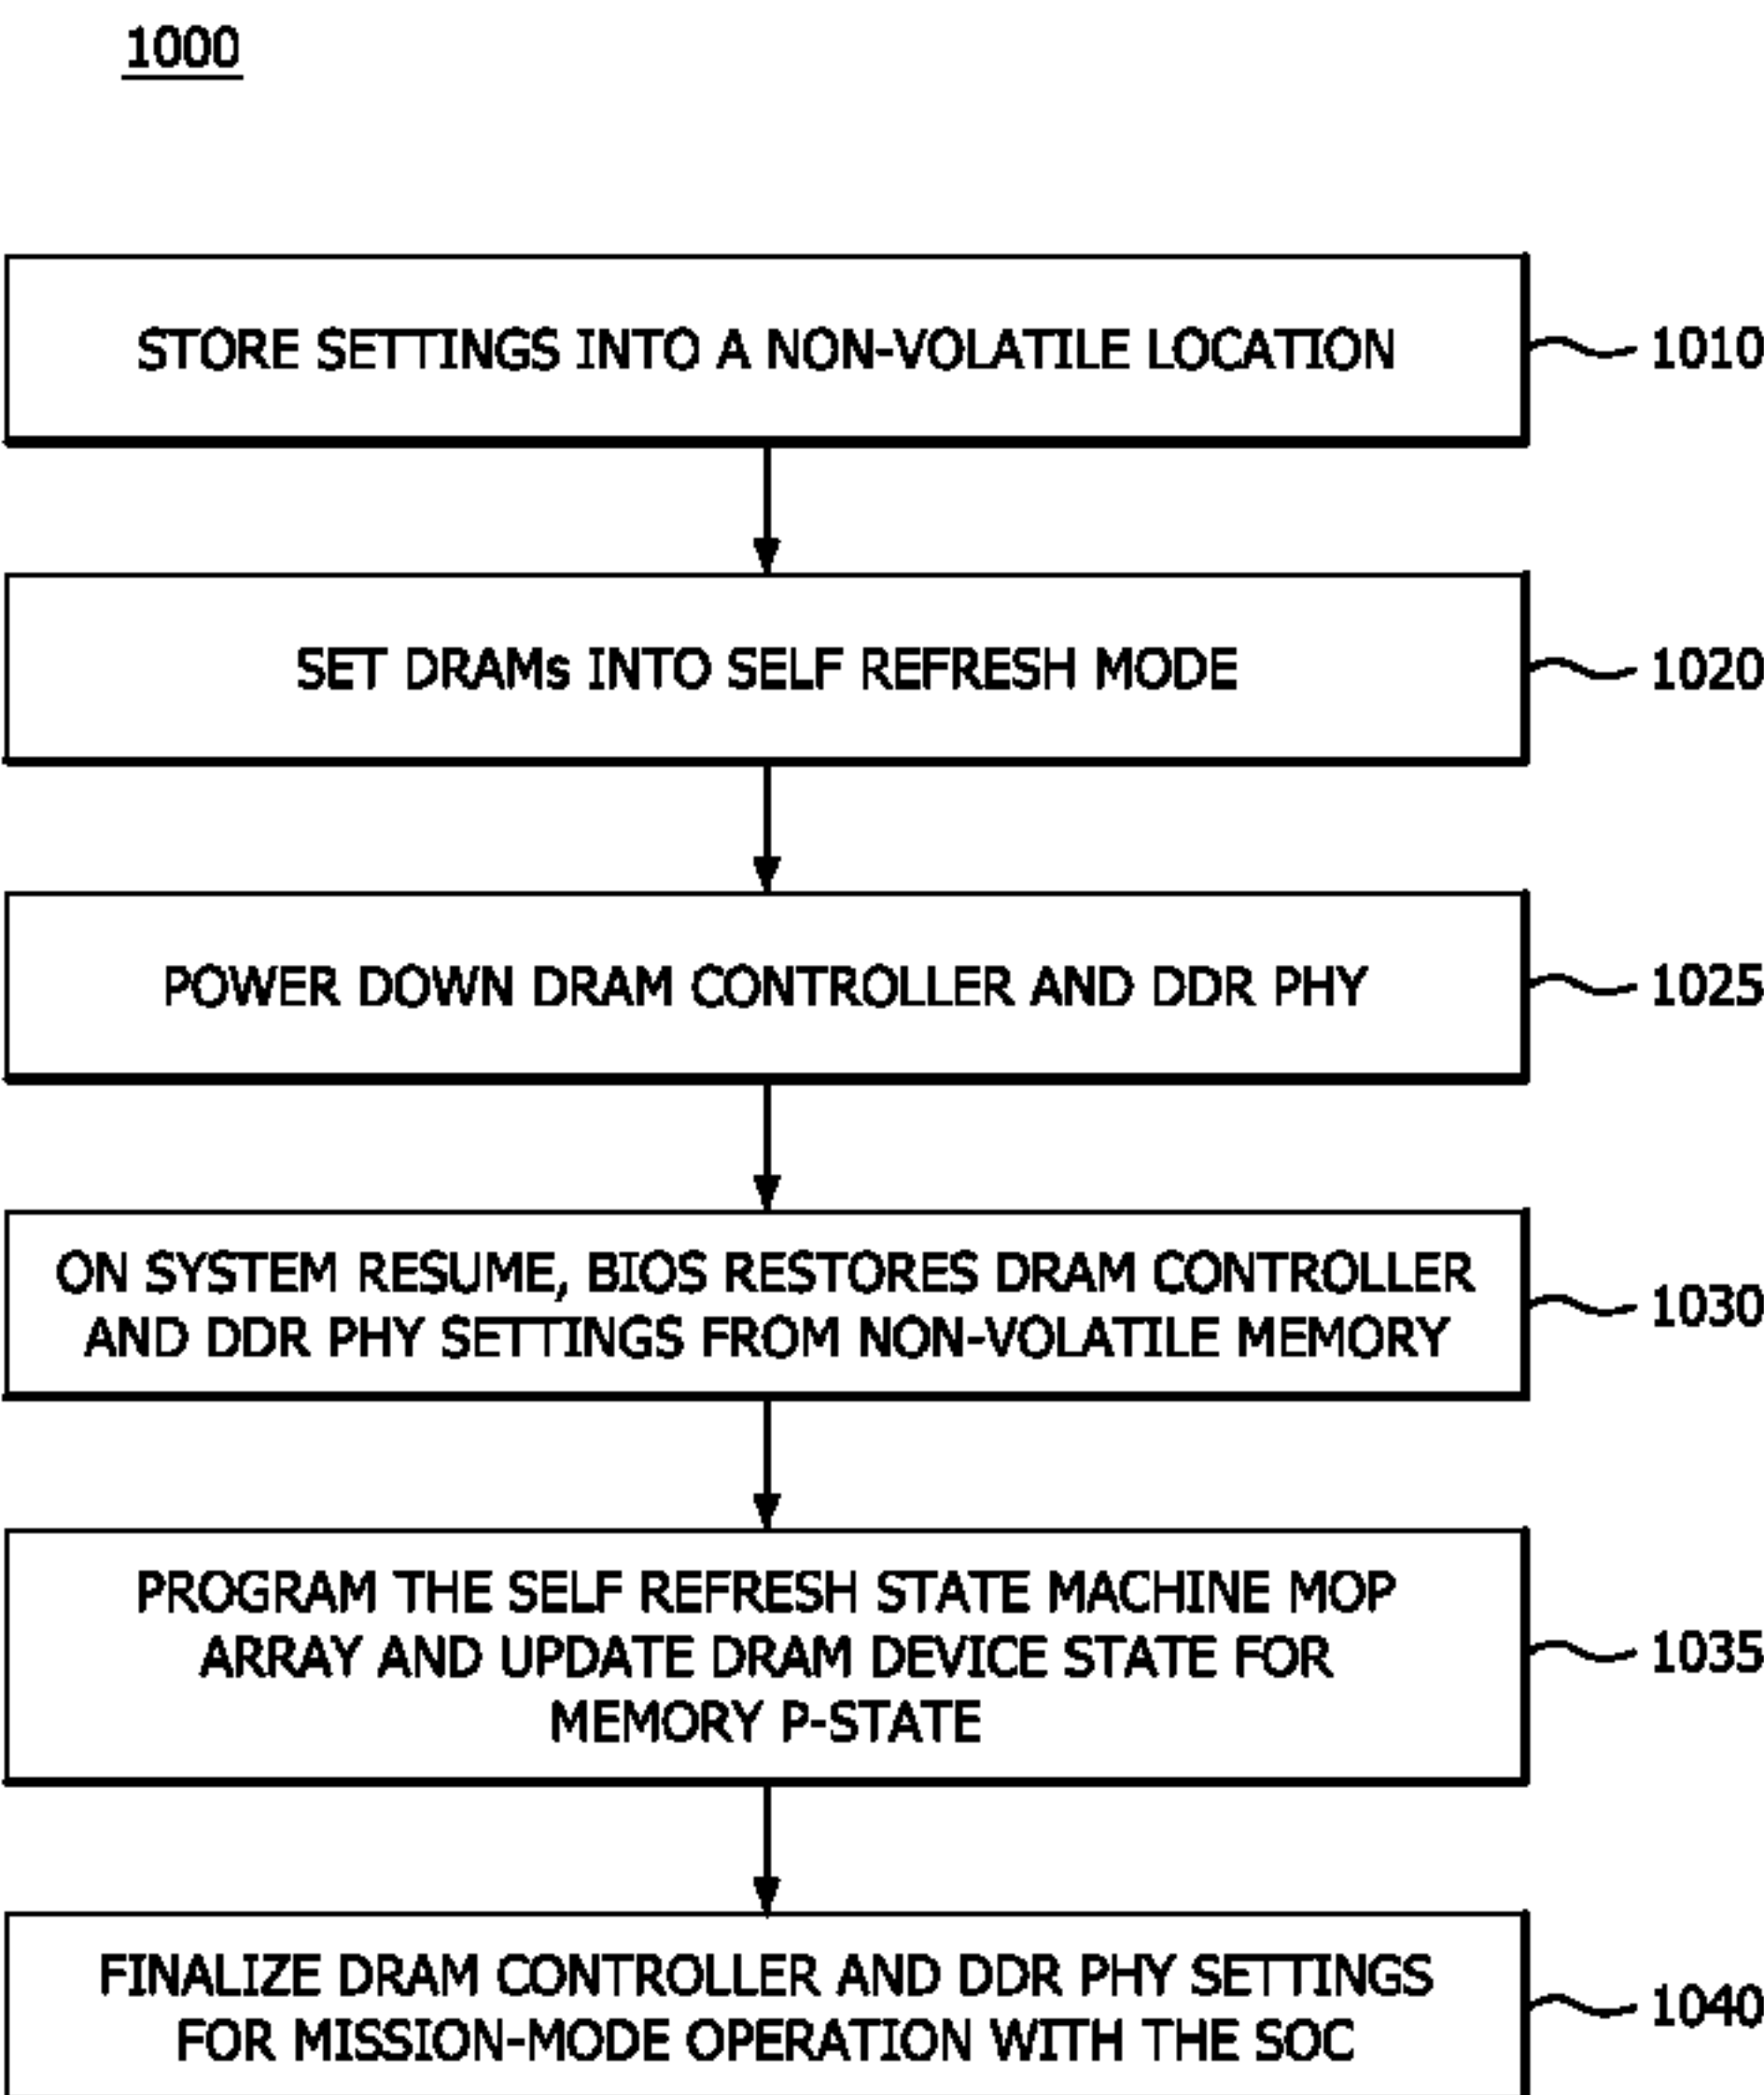 1000
STORE SETTINGS INTO A NON-VOLATILE LOCATION
1010
SET DRAMs INTO SELF REFRESH MODE
1020
POWER DOWN DRAM CONTROLLER AND DDR PHY
1025
ON SYSTEM RESUME, BIOS RESTORES DRAM CONTROLLER
AND DDR PHY SETTINGS FROM NON-VOLATILE MEMORY
1030
PROGRAM THE SELF REFRESH STATE MACHINE MOP
ARRAY AND UPDATE DRAM DEVICE STATE FOR
MEMORY P-STATE
1035
FINALIZE DRAM CONTROLLER AND DDR PHY SETTINGS
FOR MISSION-MODE OPERATION WITH THE SOC
1040